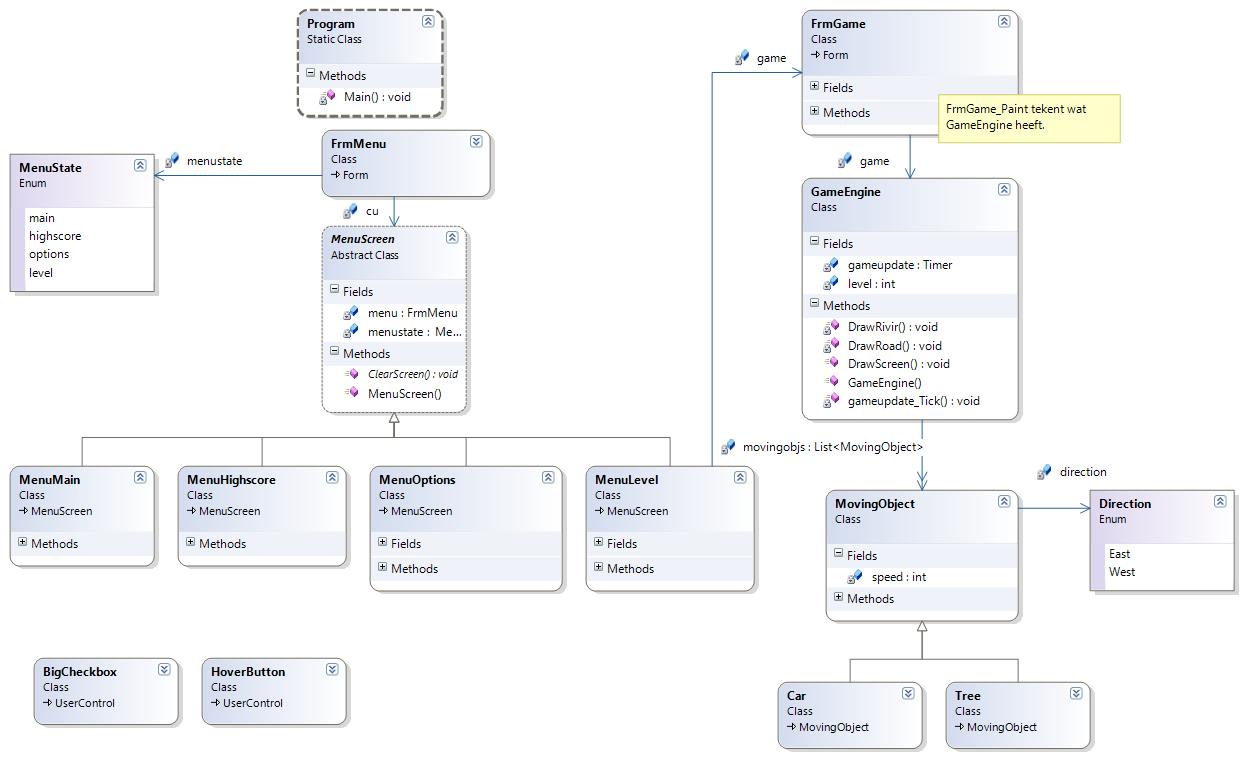 Program
Static Class
Methods
Main() : void
FrmMenu
Class
Form
menustate
MenuState
Enum
main
highscore
options
level
cu
MenuScreen
Abstract Class
Fields
menu : FrmMenu
menustate : Me...
Methods
ClearScreen() : void
MenuScreen()
MenuMain
Class
MenuScreen
Methods
MenuHighscore
Class
MenuScreen
Methods
MenuOptions
Class
MenuScreen
Fields
Methods
MenuLevel
Class
MenuScreen
Fields
Methods
BigCheckbox
Class
UserControl
HoverButton
Class
UserControl
game
FrmGame
Class
Form
Fields
Methods
FrmGame_Paint tekent wat
GameEngine heeft.
game
GameEngine
Class
Fields
gameupdate : Timer
level : int
Methods
DrawRivir() : void
DrawRoad() : void
DrawScreen() : void
GameEngine()
gameupdate_Tick() : void
movingobjs : List<MovingObject>
MovingObject
Class
Fields
speed : int
Methods
direction
Direction
Enum
East
West
Car
Class
MovingObject
Tree
Class
MovingObject